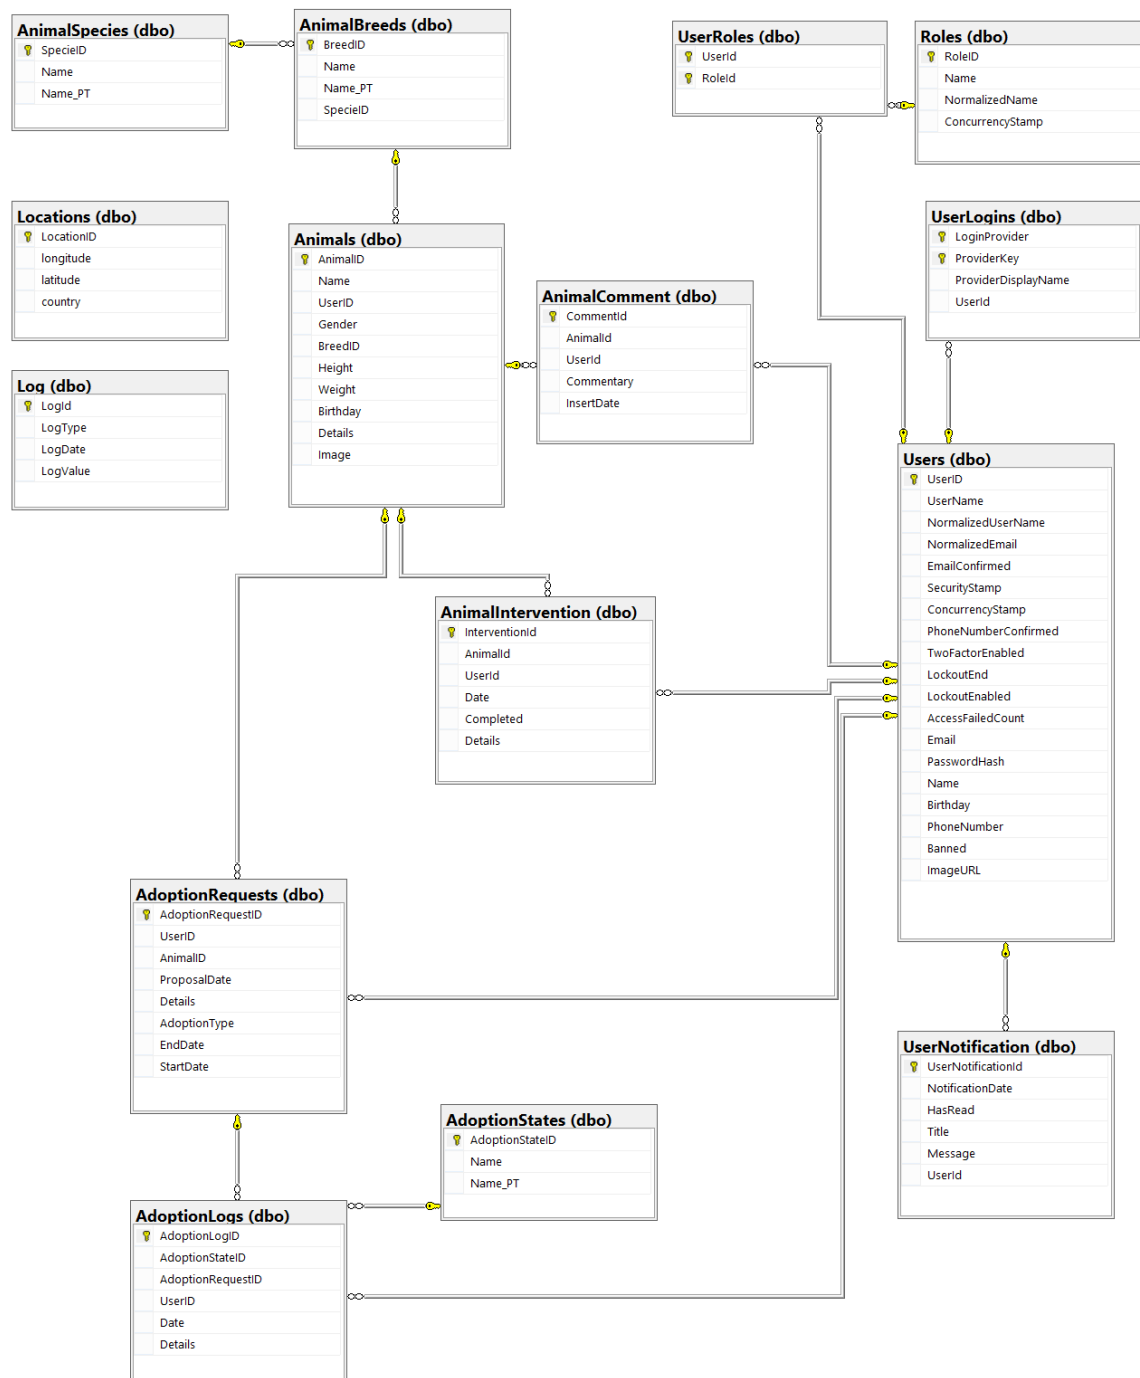 AnimalSpecies (dbo)
SpecieID
Name
Name_PT
AnimalBreeds (dbo)
BreedID
Name
Name_PT
SpecieID
UserRoles (dbo)
UserId
RoleId
Roles (dbo)
RoleID
Name
NormalizedName
ConcurrencyStamp
Locations (dbo)
LocationID
longitude
latitude
country
Animals (dbo)
AnimalID
Name
UserID
Gender
BreedID
Height
Weight
Birthday
Details
Image
AnimalComment (dbo)
CommentId
AnimalId
UserId
Commentary
InsertDate
UserLogins (dbo)
LoginProvider
ProviderKey
ProviderDisplayName
UserId
Log (dbo)
LogId
LogType
LogDate
LogValue
Users (dbo)
UserID
UserName
NormalizedUserName
NormalizedEmail
EmailConfirmed
SecurityStamp
ConcurrencyStamp
PhoneNumberConfirmed
TwoFactorEnabled
LockoutEnd
LockoutEnabled
AccessFailedCount
Email
PasswordHash
Name
Birthday
PhoneNumber
Banned
ImageURL
AnimalIntervention (dbo)
InterventionId
AnimalId
UserId
Date
Completed
Details
AdoptionRequests (dbo)
AdoptionRequestID
UserID
AnimalID
ProposalDate
Details
AdoptionType
EndDate
StartDate
UserNotification (dbo)
UserNotificationId
NotificationDate
HasRead
Title
Message
UserId
AdoptionStates (dbo)
AdoptionStateID
Name
Name_PT
AdoptionLogs (dbo)
AdoptionLogID
AdoptionStateID
AdoptionRequestID
UserID
Date
Details